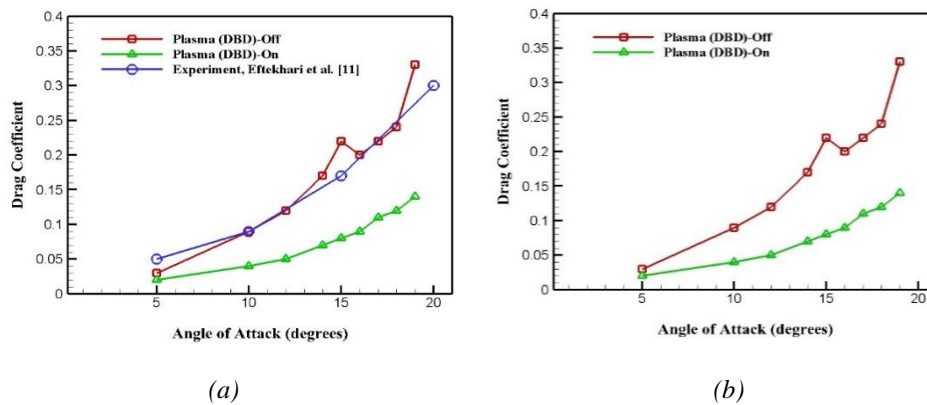 0.4
0.35
0.3
0.25
0.2
0.15
0.1
0.05
0
Drag Coefficient
Plasma (DBD)-Off
Plasma (DBD)-On
Experiment, Eftekhari et al. [11]
5 10 15 20
Angle of Attack (degrees)
(a)
0.4
0.35
0.3
0.25
0.2
0.15
0.1
0.05
0
Drag Coefficient
Plasma (DBD)-Off
Plasma (DBD)-On
5 10 15 20
Angle of Attack (degrees)
(b)